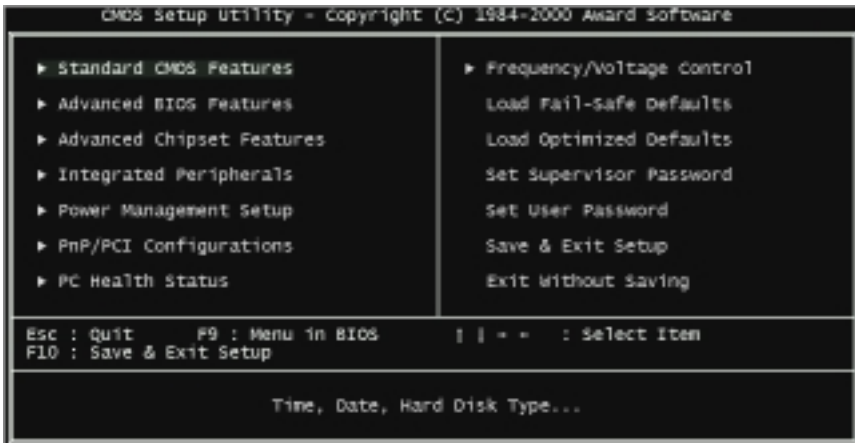 CMOS Setup Utility - Copyright (C) 1984-2000 Award Software
▶ Standard CMOS Features
▶ Advanced BIOS Features
▶ Advanced Chipset Features
▶ Integrated Peripherals
▶ Power Management Setup
▶ PnP/PCI Configurations
▶ PC Health Status
▶ Frequency/Voltage Control
Load Fail-Safe Defaults
Load Optimized Defaults
Set Supervisor Password
Set User Password
Save & Exit Setup
Exit Without Saving
Esc : Quit F9 : Menu in BIOS ↑ ↓ → ← : Select Item
F10 : Save & Exit Setup
Time, Date, Hard Disk Type...